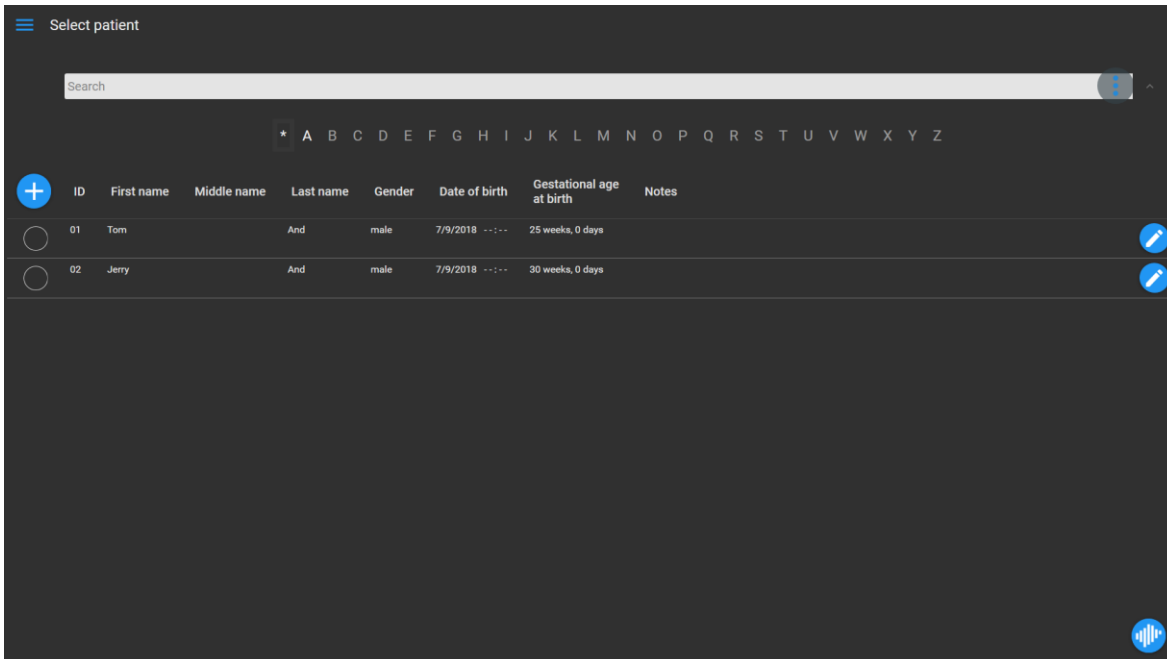 Select patient
Search
* A B C D E F G H I J K L M N O P Q R S T U V W X Y Z
ID First name Middle name Last name Gender Date of birth Gestational age at birth Notes
01 Tom And male 7/9/2018 --:-- 25 weeks, 0 days
02 Jerry And male 7/9/2018 --:-- 30 weeks, 0 days